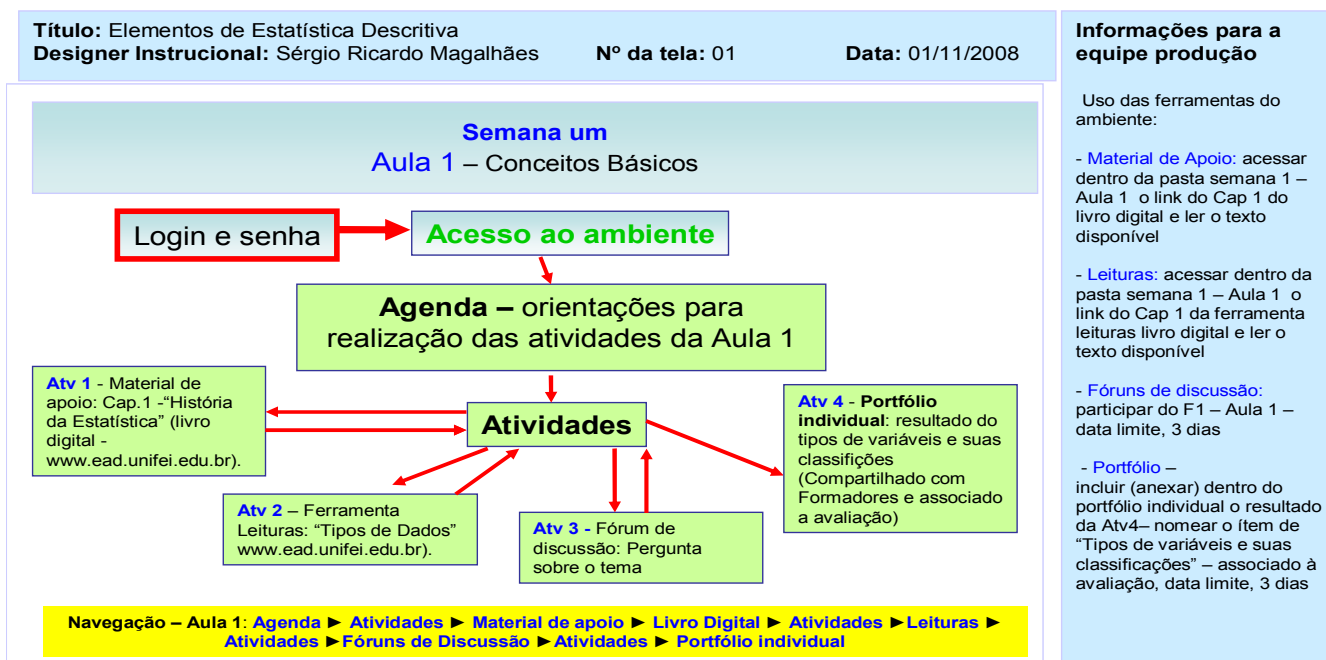 Título: Elementos de Estatística Descritiva
Designer Instrucional: Sérgio Ricardo Magalhães Nº da tela: 01 Data: 01/11/2008
Semana um
Aula 1 – Conceitos Básicos
Login e senha
Acesso ao ambiente
Agenda – orientações para
realização das atividades da Aula 1
Atividades
Atv 1 - Material de
apoio: Cap.1 -“História
da Estatística” (livro
digital -
www.ead.unifei.edu.br).
Atv 2 – Ferramenta
Leituras: “Tipos de Dados”
www.ead.unifei.edu.br).
Atv 3 - Fórum de
discussão: Pergunta
sobre o tema
Atv 4 - Portfólio
individual: resultado do
tipos de variáveis e suas
classifições
(Compartilhado com
Formadores e associado
a avaliação)
Navegação – Aula 1: Agenda ► Atividades ► Material de apoio ► Livro Digital ► Atividades ►Leituras ►
Atividades ►Fóruns de Discussão ►Atividades ► Portfólio individual
Informações para a
equipe produção
Uso das ferramentas do
ambiente:
- Material de Apoio: acessar
dentro da pasta semana 1 –
Aula 1 o link do Cap 1 do
livro digital e ler o texto
disponível
- Leituras: acessar dentro da
pasta semana 1 – Aula 1 o
link do Cap 1 da ferramenta
leituras livro digital e ler o
texto disponível
- Fóruns de discussão:
participar do F1 – Aula 1 –
data limite, 3 dias
- Portfólio –
incluir (anexar) dentro do
portfólio individual o resultado
da Atv4– nomear o ítem de
“Tipos de variáveis e suas
classificações” – associado à
avaliação, data limite, 3 dias